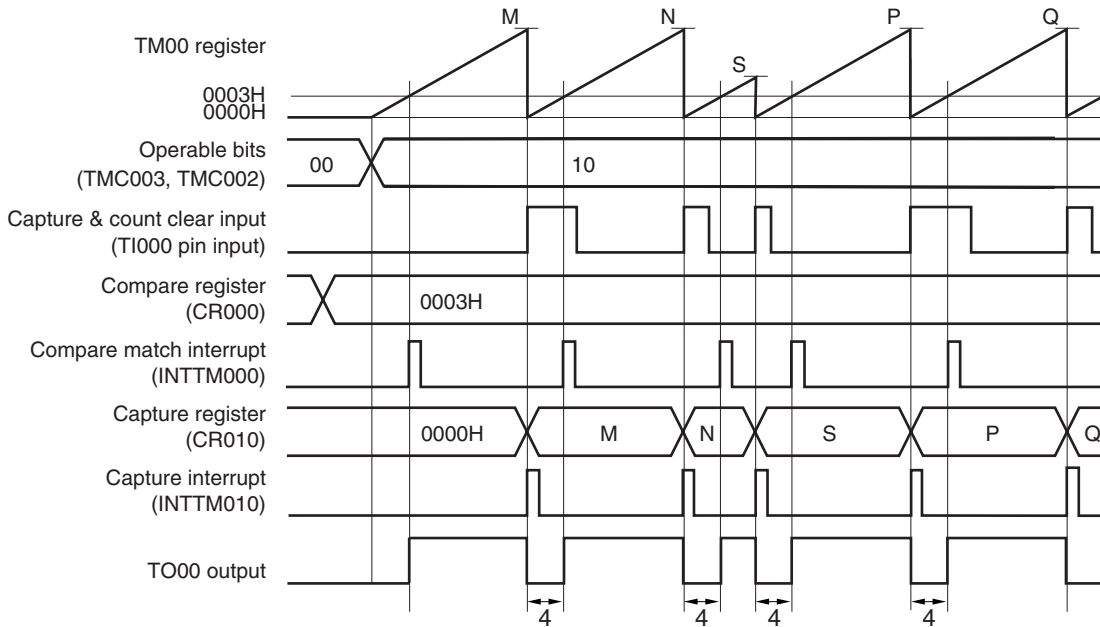 M N P Q
TM00 register
S
0003H
0000H
Operable bits
(TMC003, TMC002)
00 10
Capture & count clear input
(TI000 pin input)
Compare register
(CR000)
0003H
Compare match interrupt
(INTTM000)
Capture register
(CR010)
0000H M N S P Q
Capture interrupt
(INTTM010)
TO00 output
4 4 4 4